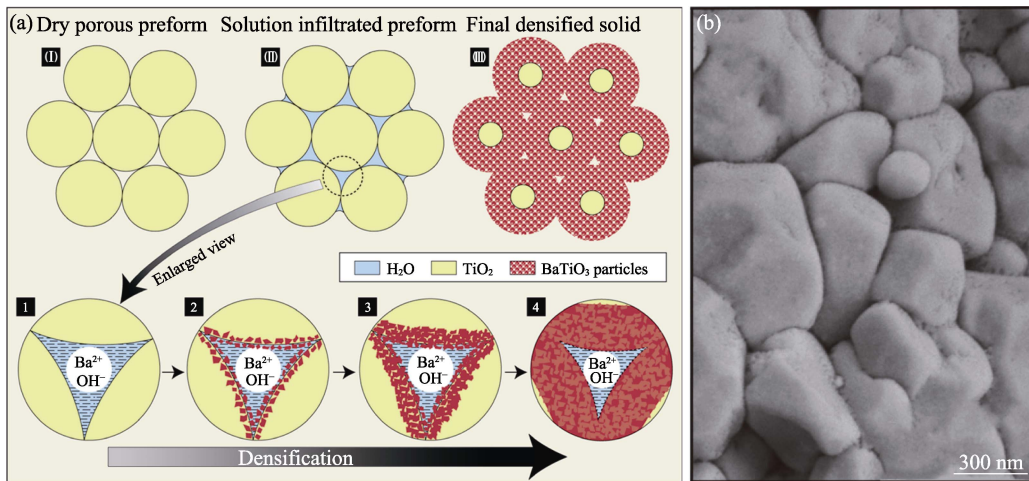 (a) Dry porous preform Solution infiltrated preform Final densified solid
(Ⅰ) (Ⅱ) (Ⅲ)
Enlarged view
H₂O TiO₂ BaTiO₃ particles
1 2 3 4
Ba²⁺ Ba²⁺ Ba²⁺ Ba²⁺
OH⁻ OH⁻ OH⁻ OH⁻
Densification
(b)
300 nm